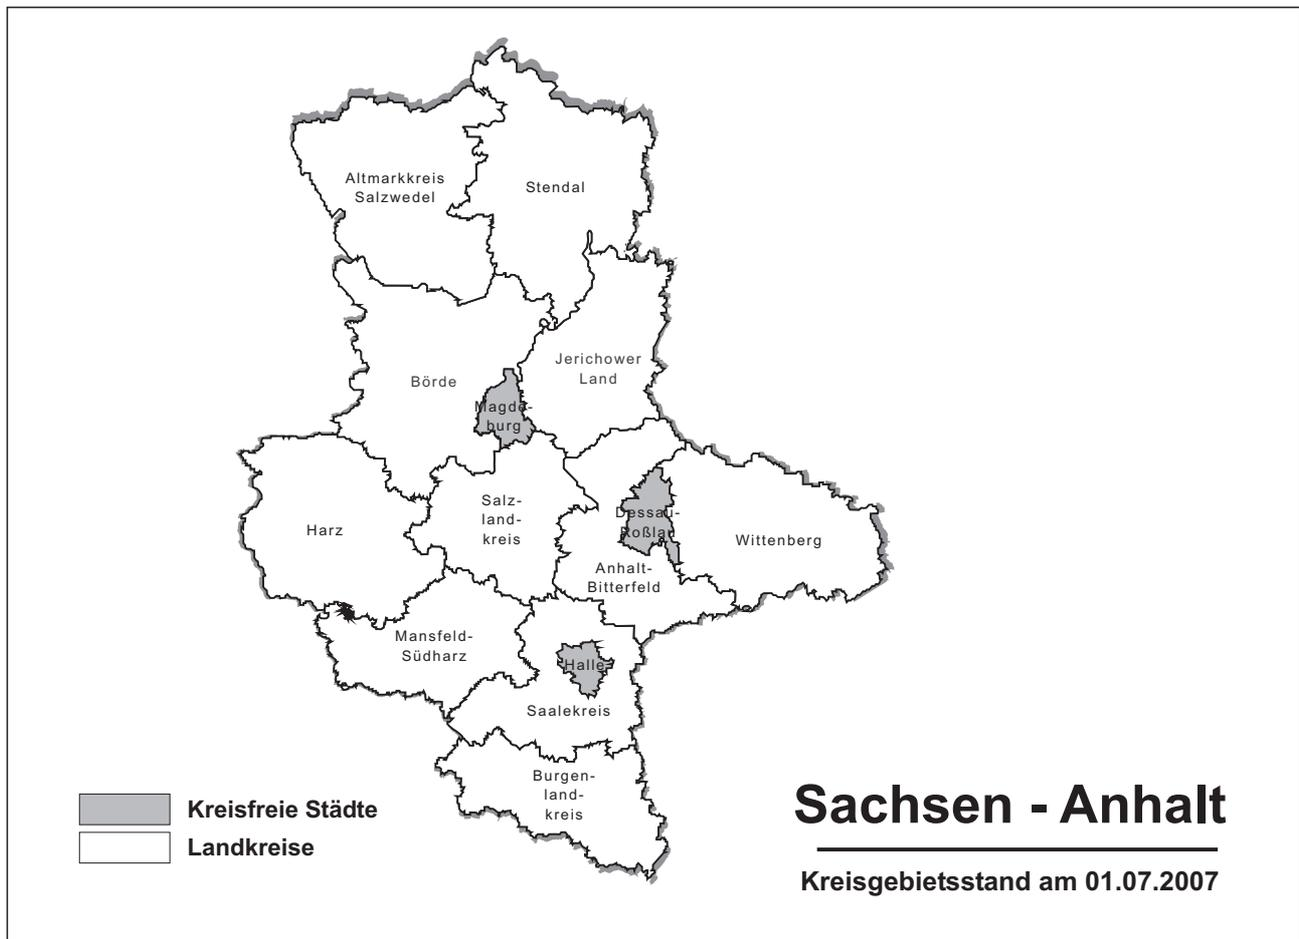 Altmarkkreis
Salzwedel
Stendal
Jerichower
Land
Börde
Magde-
burg
Salz-
land-
kreis
Harz
Dessau-
Roßlau
Wittenberg
Anhalt-
Bitterfeld
Mansfeld-
Südharz
Halle
Saalekreis
Burgen-
land-
kreis
Kreisfreie Städte
Landkreise
Sachsen - Anhalt
Kreisgebietsstand am 01.07.2007